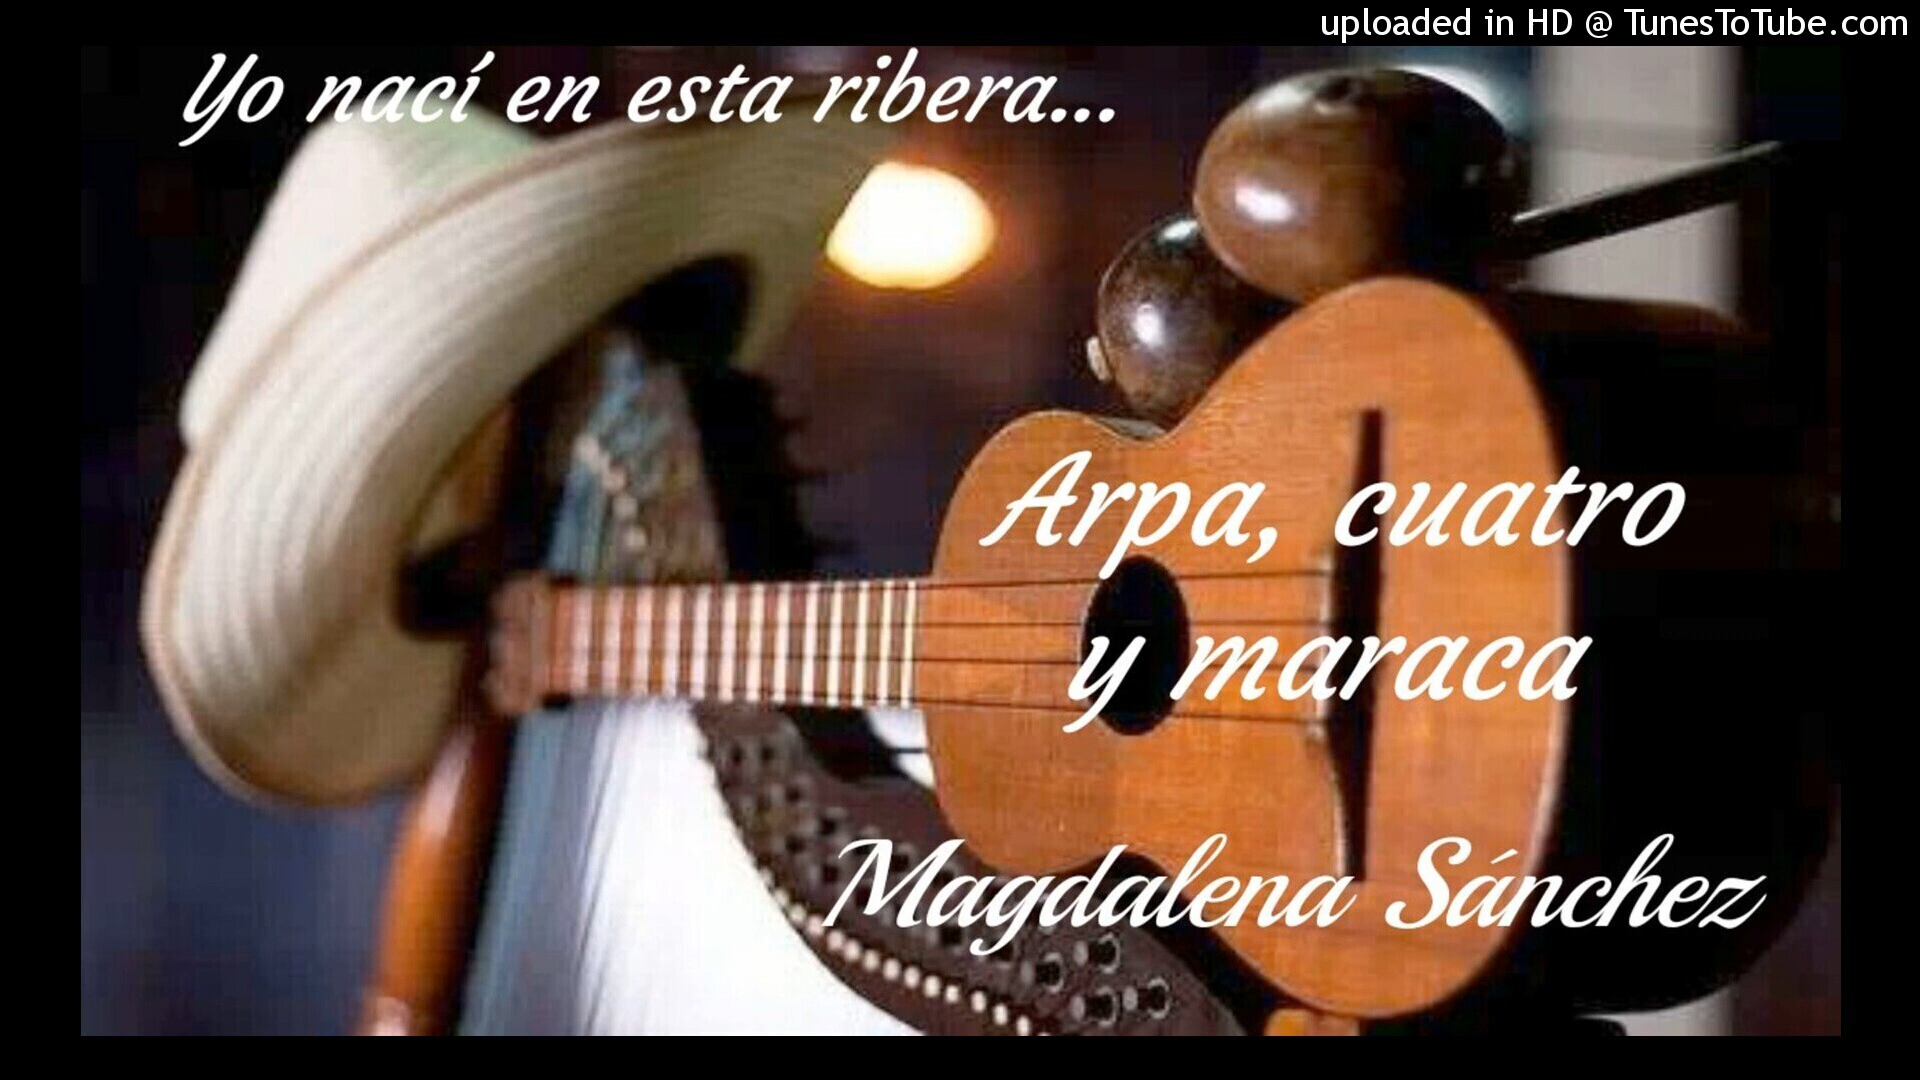 uploaded in HD @ TunesToTube.com
Yo nací en esta ribera...
Arpa, cuatro
y maraca
Magdalena Sánchez